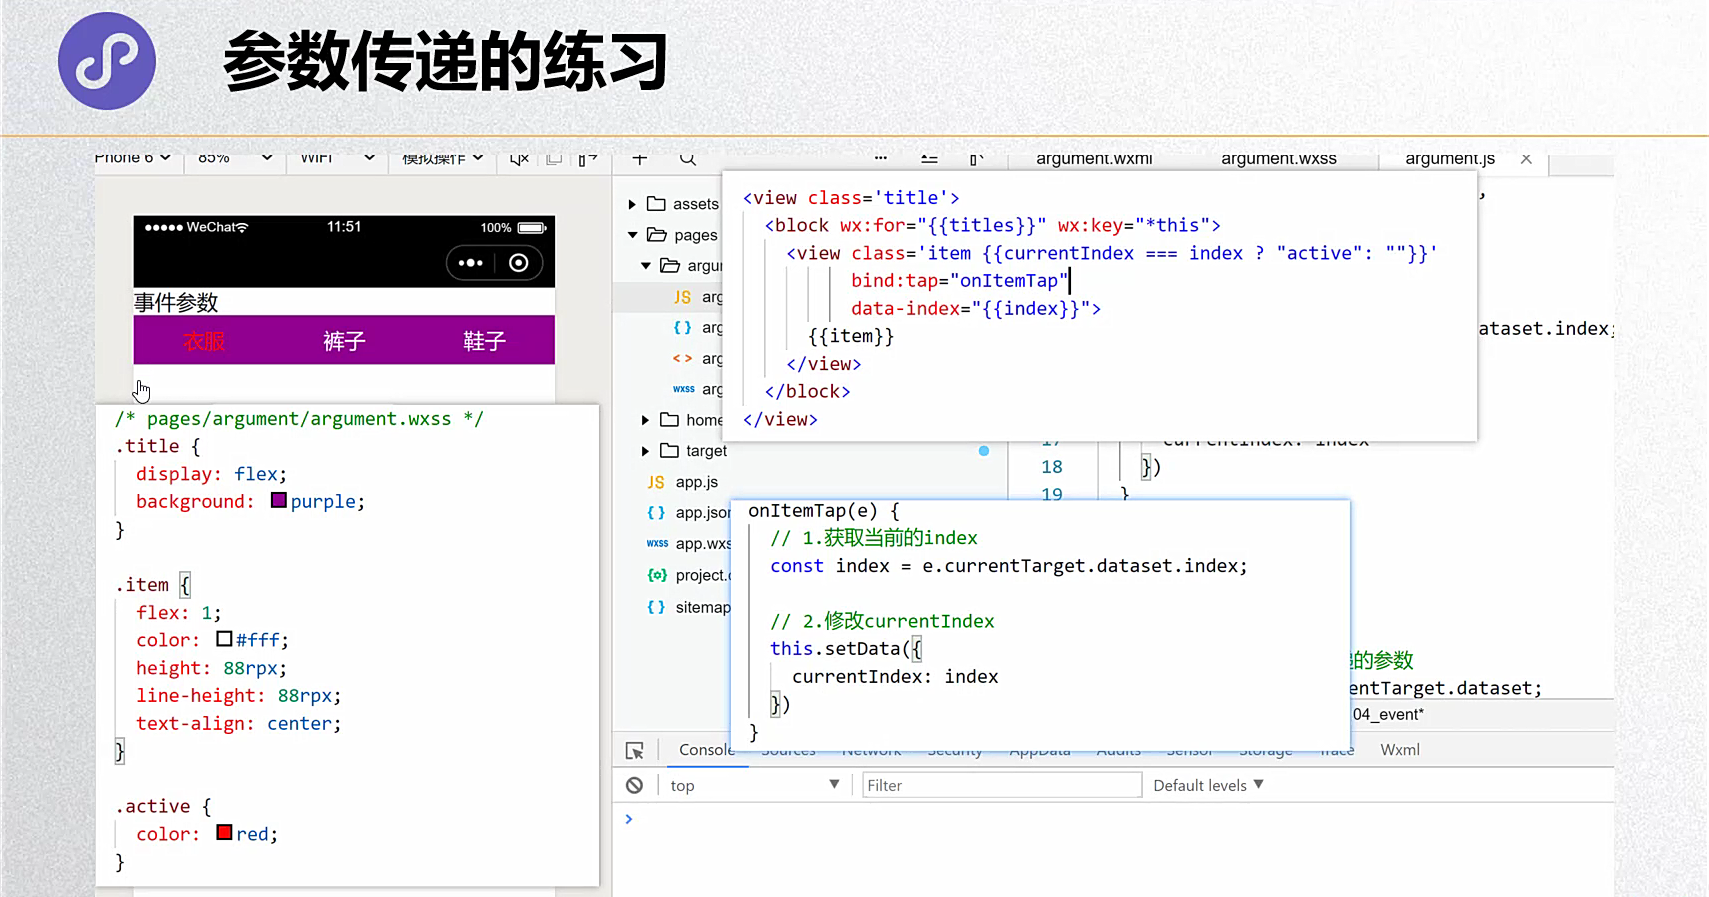 参数传递的练习
iPhone 6 85% WiFi 模拟操作
argument.wxml argument.wxss argument.js
WeChat 11:51 100%
事件参数
衣服 裤子 鞋子
/* pages/argument/argument.wxss */
.title {
display: flex;
background: purple;
}
.item {
flex: 1;
color: #fff;
height: 88rpx;
line-height: 88rpx;
text-align: center;
}
.active {
color: red;
}
assets
pages
argu
JS arg
{ } arg
< > arg
wxss arg
home
target
JS app.js
{ } app.json
wxss app.wxs
project.c
{ } sitemap
<view class='title'>
<block wx:for="{{titles}}" wx:key="*this">
<view class='item {{currentIndex === index ? "active": ""}}'
bind:tap="onItemTap"
data-index="{{index}}">
{{item}}
</view>
</block>
</view>
ataset.index;
17 currentIndex: index
18 })
19 }
onItemTap(e) {
// 1.获取当前的index
const index = e.currentTarget.dataset.index;
// 2.修改currentIndex
this.setData({
currentIndex: index
})
}
的参数
entTarget.dataset;
04_event*
Console Sources Network Security AppData Audits Sensor Storage Trace Wxml
top Filter Default levels